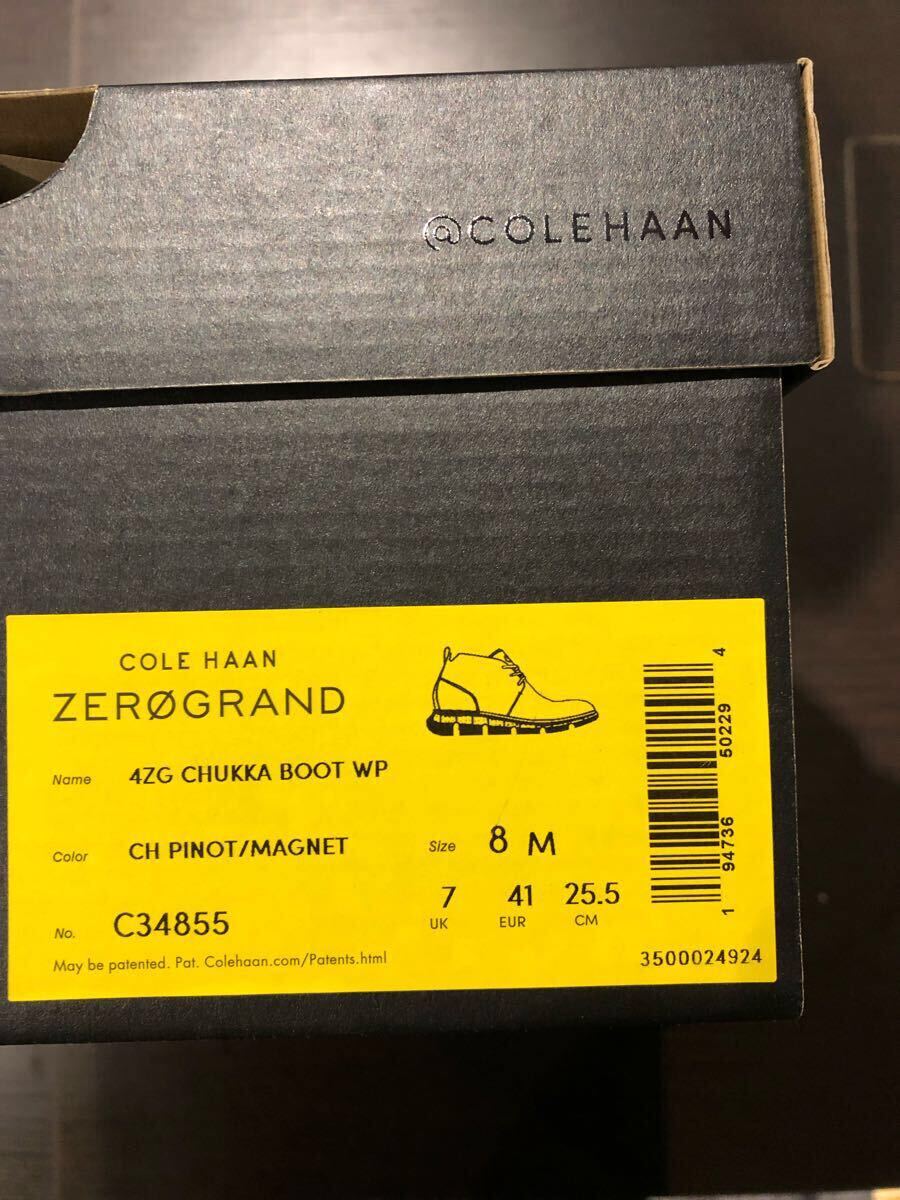 @COLEHAAN
COLE HAAN
ZERØGRAND
Name 4ZG CHUKKA BOOT WP
Color CH PINOT/MAGNET
Size 8 M
7 41 25.5
UK EUR CM
No. C34855
May be patented. Pat. Colehaan.com/Patents.html
1 94736 50229 4
3500024924